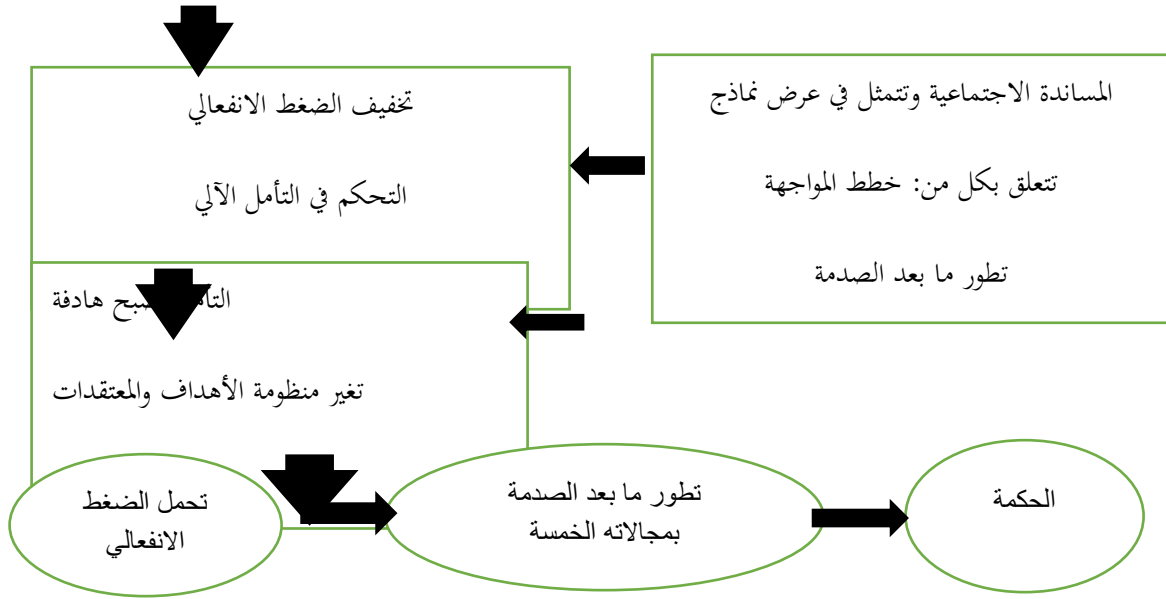 المساندة الاجتماعية وتتمثل في عرض نماذج
تتعلق بكل من: خطط المواجهة
تطور ما بعد الصدمة
تخفيف الضغط الانفعالي
التحكم في التأمل الآلي
هادفة
تغير منظومة الأهداف والمعتقدات
تحمل الضغط
الانفعالي
تطور ما بعد الصدمة
بمجالاته الخمسة
الحكمة